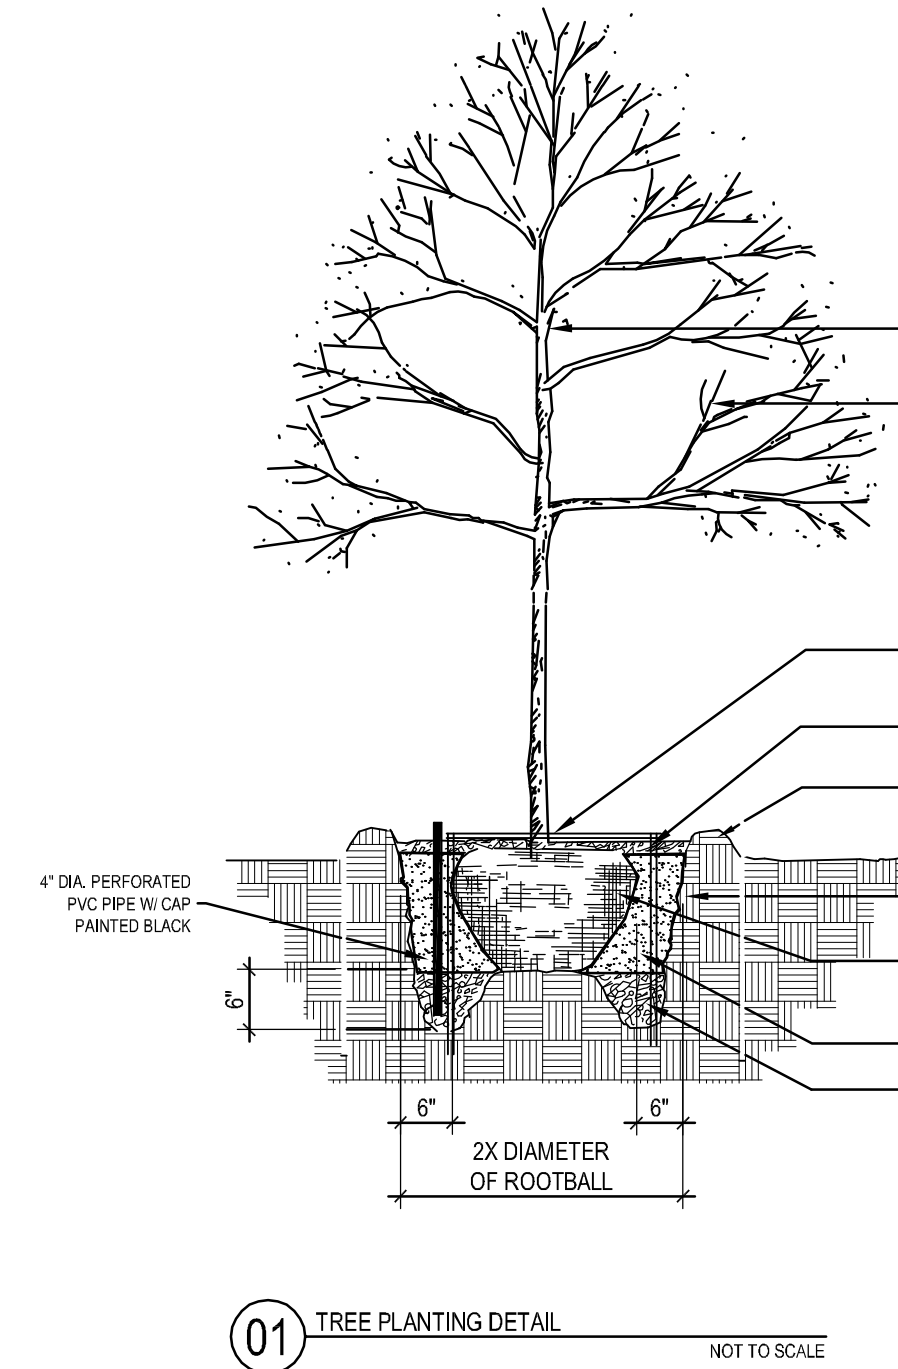 4" DIA. PERFORATED
PVC PIPE W/ CAP
PAINTED BLACK
6"
6"
6"
2X DIAMETER
OF ROOTBALL
01
TREE PLANTING DETAIL
NOT TO SCALE